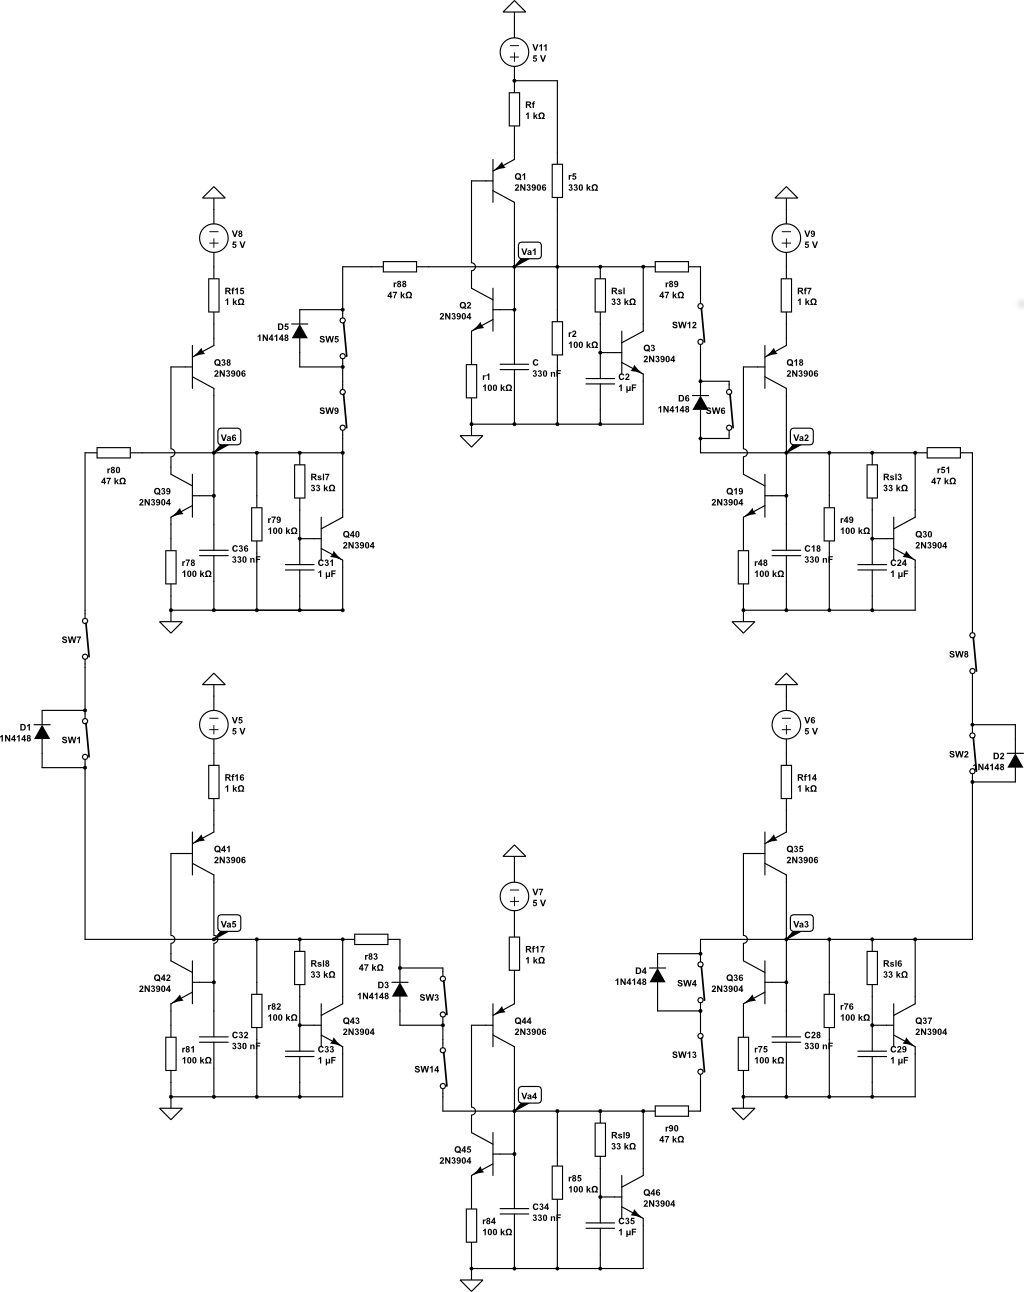 V11
5 V
Rf
1 kΩ
Q1
2N3906
r5
330 kΩ
V8
5 V
V9
5 V
Va1
Rf15
1 kΩ
r88
47 kΩ
Q2
2N3904
Rsl
33 kΩ
r89
47 kΩ
Rf7
1 kΩ
D5
1N4148
SW5
SW12
Q38
2N3906
r1
100 kΩ
C
330 nF
r2
100 kΩ
Q3
2N3904
C2
1 µF
Q18
2N3906
SW9
D6
1N4148
SW6
Va6
Va2
r80
47 kΩ
r51
47 kΩ
Q39
2N3904
Rsl7
33 kΩ
Q19
2N3904
Rsl3
33 kΩ
r79
100 kΩ
Q40
2N3904
r49
100 kΩ
Q30
2N3904
r78
100 kΩ
C36
330 nF
C31
1 µF
r48
100 kΩ
C18
330 nF
C24
1 µF
SW7
SW8
V5
5 V
V6
5 V
D1
1N4148
SW1
SW2
D2
1N4148
Rf16
1 kΩ
Rf14
1 kΩ
Q41
2N3906
Q35
2N3906
V7
5 V
Va5
Va3
r83
47 kΩ
Rf17
1 kΩ
Q42
2N3904
Rsl8
33 kΩ
D3
1N4148
SW3
D4
1N4148
SW4
Q36
2N3904
Rsl6
33 kΩ
r82
100 kΩ
Q43
2N3904
Q44
2N3906
r76
100 kΩ
Q37
2N3904
r81
100 kΩ
C32
330 nF
C33
1 µF
SW14
SW13
r75
100 kΩ
C28
330 nF
C29
1 µF
Va4
r90
47 kΩ
Q45
2N3904
Rsl9
33 kΩ
r85
100 kΩ
Q46
2N3904
r84
100 kΩ
C34
330 nF
C35
1 µF